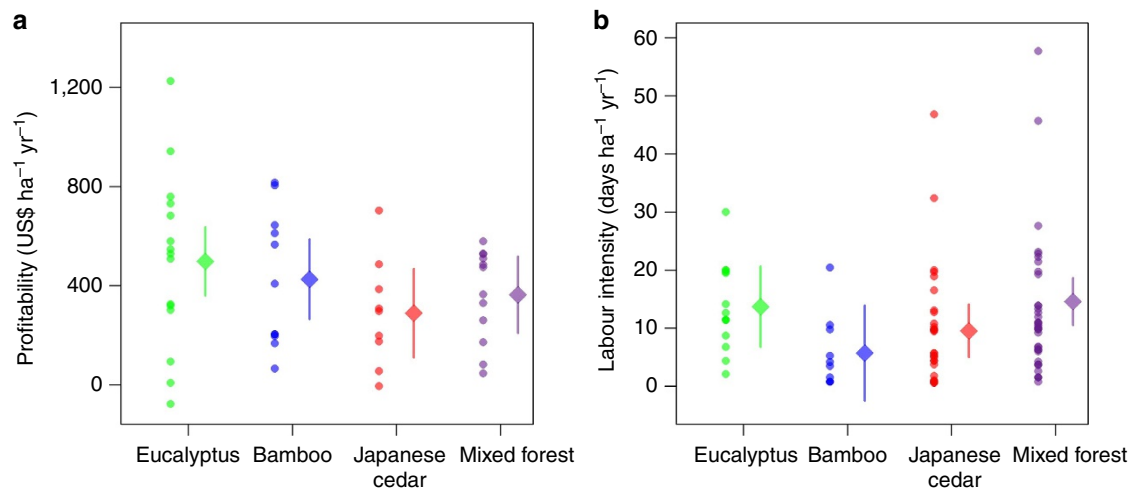 a
Profitability (US$ ha⁻¹ yr⁻¹)
1,200
800
400
0
Eucalyptus
Bamboo
Japanese
cedar
Mixed forest
b
Labour intensity (days ha⁻¹ yr⁻¹)
60
50
40
30
20
10
0
Eucalyptus
Bamboo
Japanese
cedar
Mixed forest